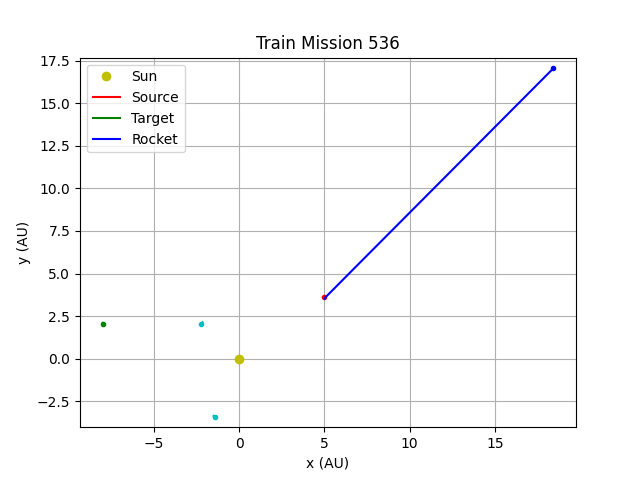 Train Mission 536
17.5
15.0
12.5
10.0
7.5
5.0
2.5
0.0
−2.5
y (AU)
Sun
Source
Target
Rocket
−5 0 5 10 15
x (AU)